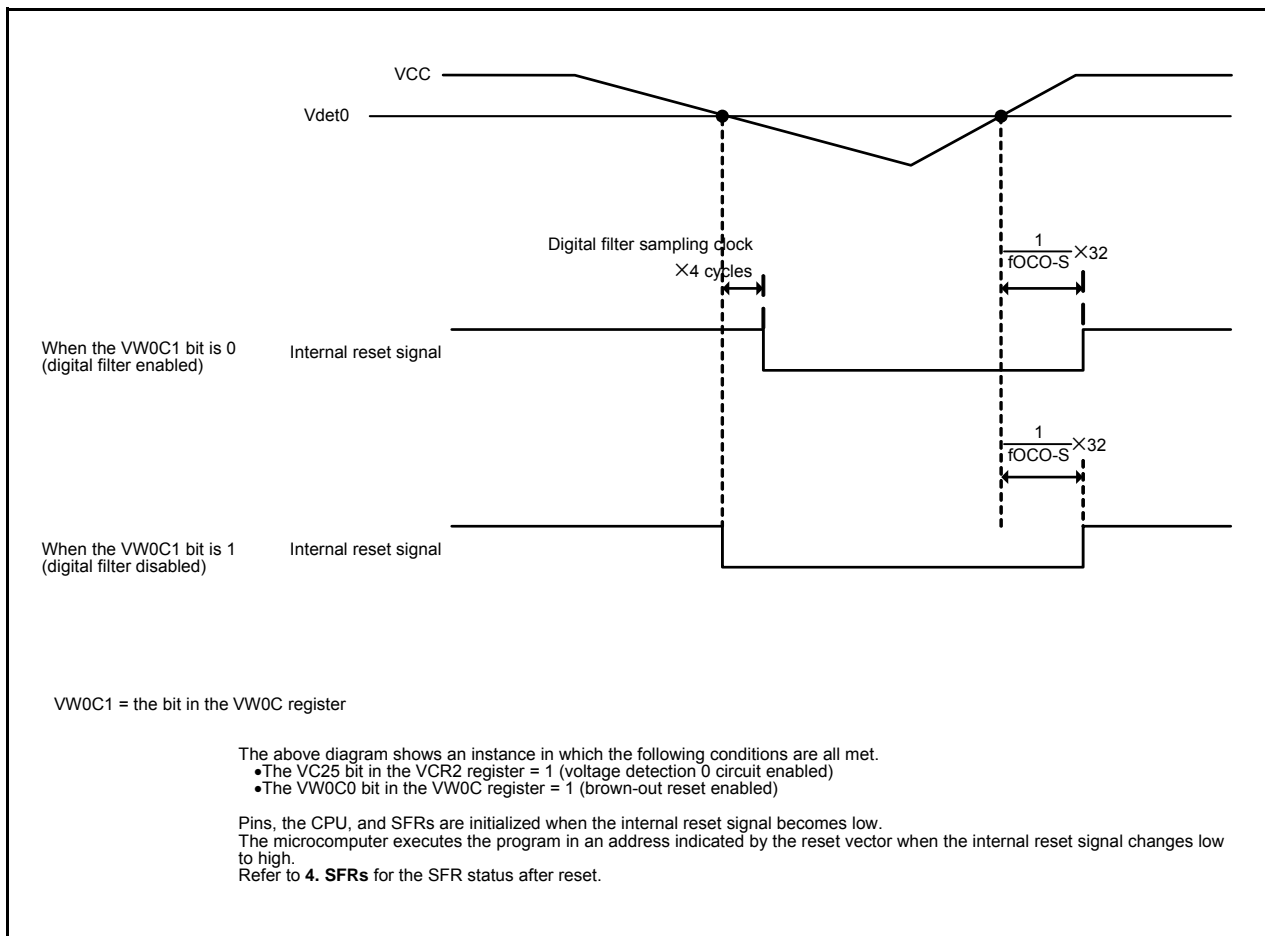 VCC
Vdet0
Digital filter sampling clock
×4 cycles
1
fOCO-S
×32
When the VW0C1 bit is 0
(digital filter enabled)
Internal reset signal
1
fOCO-S
×32
When the VW0C1 bit is 1
(digital filter disabled)
Internal reset signal
VW0C1 = the bit in the VW0C register
The above diagram shows an instance in which the following conditions are all met.
•The VC25 bit in the VCR2 register = 1 (voltage detection 0 circuit enabled)
•The VW0C0 bit in the VW0C register = 1 (brown-out reset enabled)
Pins, the CPU, and SFRs are initialized when the internal reset signal becomes low.
The microcomputer executes the program in an address indicated by the reset vector when the internal reset signal changes low
to high.
Refer to 4. SFRs for the SFR status after reset.